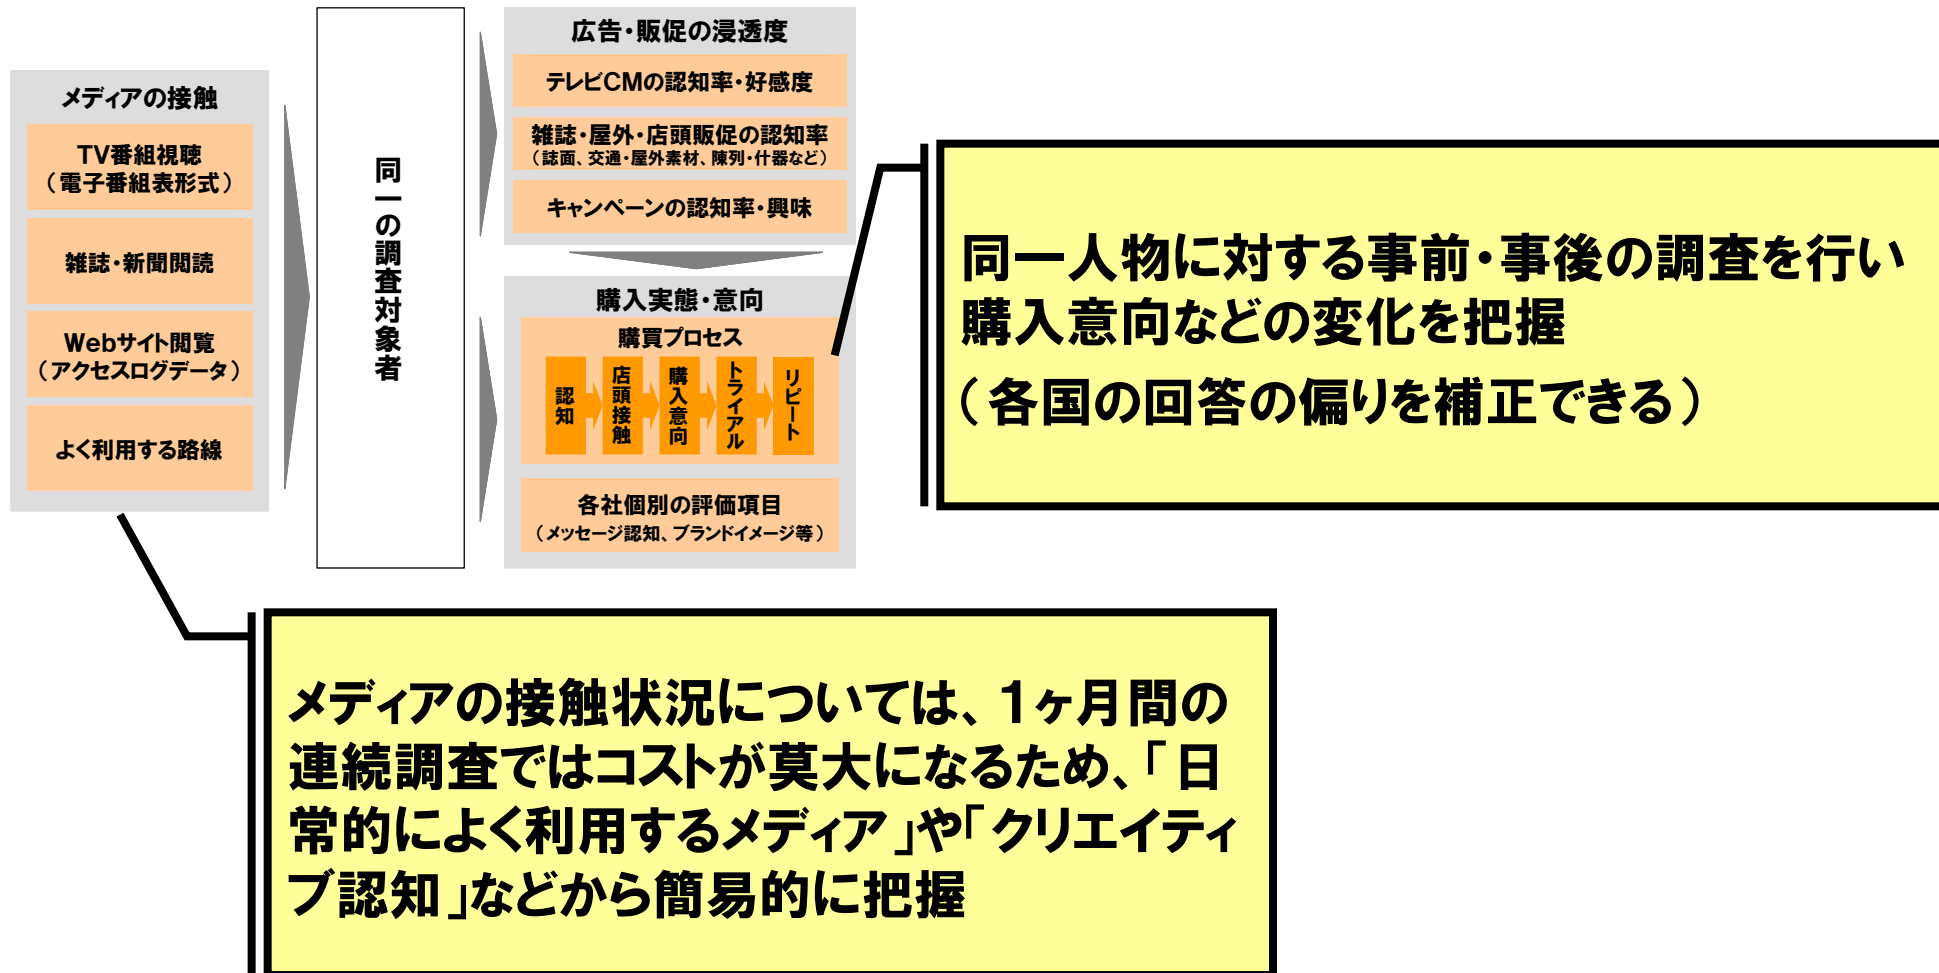 メディアの接触
TV番組視聴
（電子番組表形式）
雑誌・新聞閲読
Webサイト閲覧
（アクセスログデータ）
よく利用する路線
同一の調査対象者
広告・販促の浸透度
テレビCMの認知率・好感度
雑誌・屋外・店頭販促の認知率
（誌面、交通・屋外素材、陳列・什器など）
キャンペーンの認知率・興味
購入実態・意向
購買プロセス
認知
店頭接触
購入意向
トライアル
リピート
各社個別の評価項目
（メッセージ認知、ブランドイメージ等）
同一人物に対する事前・事後の調査を行い
購入意向などの変化を把握
（各国の回答の偏りを補正できる）
メディアの接触状況については、1ヶ月間の
連続調査ではコストが莫大になるため、「日
常的によく利用するメディア」や「クリエイティ
ブ認知」などから簡易的に把握